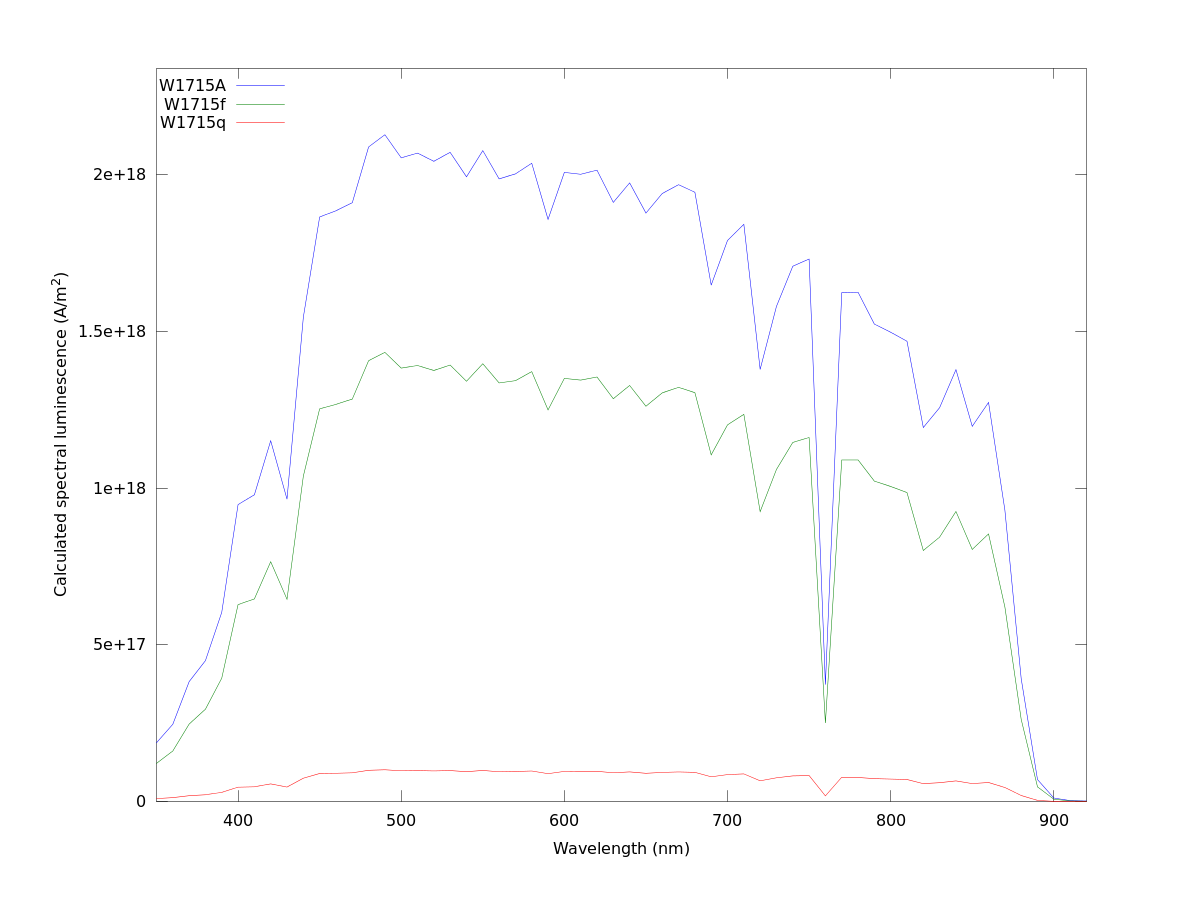 W1715A
W1715f
W1715q
2e+18
1.5e+18
1e+18
5e+17
0
400 500 600 700 800 900
Wavelength (nm)
Calculated spectral luminescence (A/m²)